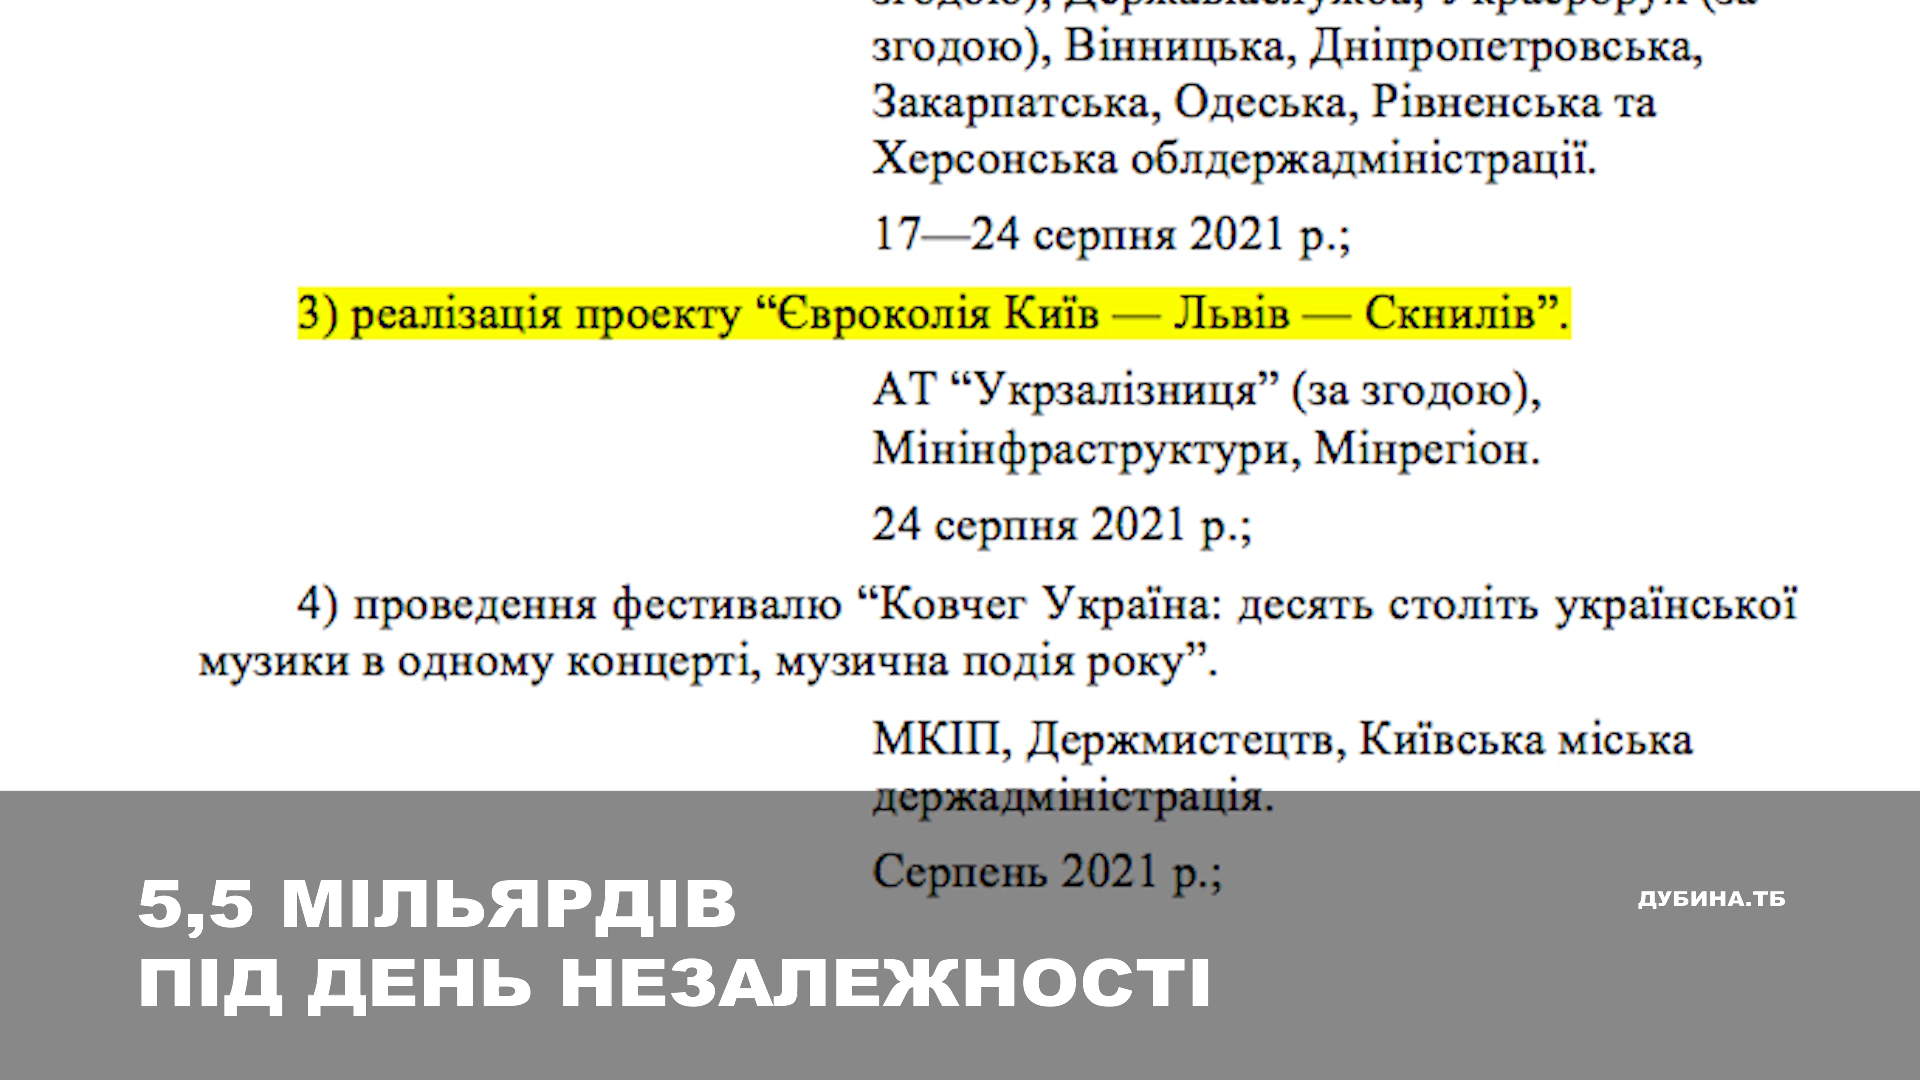 згодою), Вінницька, Дніпропетровська,
Закарпатська, Одеська, Рівненська та
Херсонська облдержадміністрації.
17—24 серпня 2021 р.;
3) реалізація проекту “Євроколія Київ — Львів — Скнилів”.
АТ “Укрзалізниця” (за згодою),
Мінінфраструктури, Мінрегіон.
24 серпня 2021 р.;
4) проведення фестивалю “Ковчег Україна: десять століть української
музики в одному концерті, музична подія року”.
МКІП, Держмистецтв, Київська міська
держадміністрація.
Серпень 2021 р.;
5,5 МІЛЬЯРДІВ
ПІД ДЕНЬ НЕЗАЛЕЖНОСТІ
ДУБИНА.ТБ